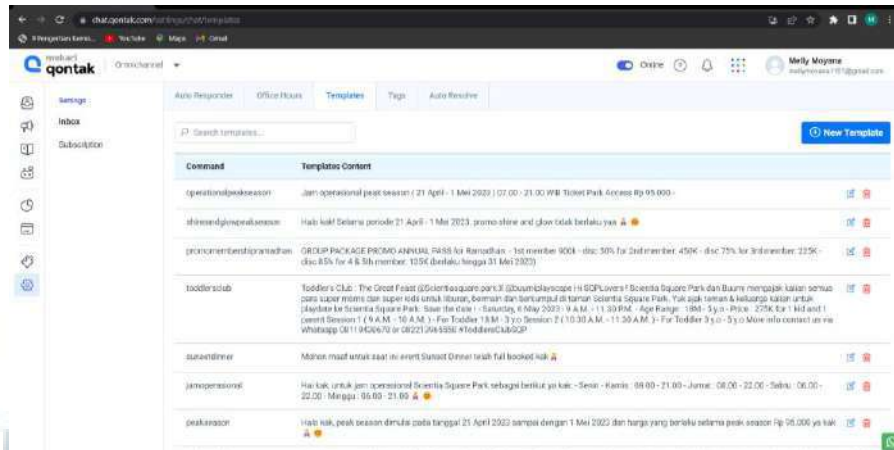 chat.qontak.com/settings/chat/templates
YouTube Maps Gmail
mekari
qontak
Omnichannel
Online
Melly Moyana
Settings
Inbox
Subscription
Auto Responder Office Hours Templates Tags Auto Resolve
Search templates...
New Template
Command Templates Content
operationalpeakseason Jam operasional peak season ( 21 April - 1 Mei 2023 ) 07.00 - 21.00 WIB Ticket Park Access Rp 95.000 -
shineandglowpeakseason Halo kak! Selama periode 21 April - 1 Mei 2023, promo shine and glow tidak berlaku yaa
promomembershipramadhan GROUP PACKAGE PROMO ANNUAL PASS for Ramadhan - 1st member 900k - disc 50% for 2nd member: 450K - disc 75% for 3rd member: 225K -
disc 85% for 4 & 5th member: 135K (berlaku hingga 31 Mei 2023)
toddlersclub Toddler's Club : The Great Feast @Scientiasquare.park X @buumiplayscape Hi SQPLovers ! Scientia Square Park dan Buumi mengajak kalian semua
para super moms dan super kids untuk liburan, bermain dan berkumpul di taman Scientia Square Park. Yuk ajak teman & keluarga kalian untuk
playdate ke Scientia Square Park. Save the date ! - Saturday, 6 May 2023 - 9 A.M. - 11.30 P.M. - Age Range : 18M - 5 y.o - Price : 275K for 1 kid and 1
parent Session 1 ( 9 A.M. - 10 A.M. ) - For Toddler 18M - 3 y.o Session 2 ( 10.30 A.M. - 11.30 A.M. ) - For Toddler 3 y.o - 5 y.o More info contact us via
Whatsapp or #ToddlersClubSQP
sunsetdinner Mohon maaf untuk saat ini event Sunset Dinner telah full booked kak
jamoperasional Hai kak, untuk jam operasional Scientia Square Park sebagai berikut ya kak: - Senin - Kamis : 09.00 - 21.00 - Jumat : 08.00 - 22.00 - Sabtu : 06.00 -
22.00 - Minggu : 06.00 - 21.00
peakseason Halo kak, peak season dimulai pada tanggal 21 April 2023 sampai dengan 1 Mei 2023 dan harga yang berlaku selama peak season Rp 95.000 ya kak